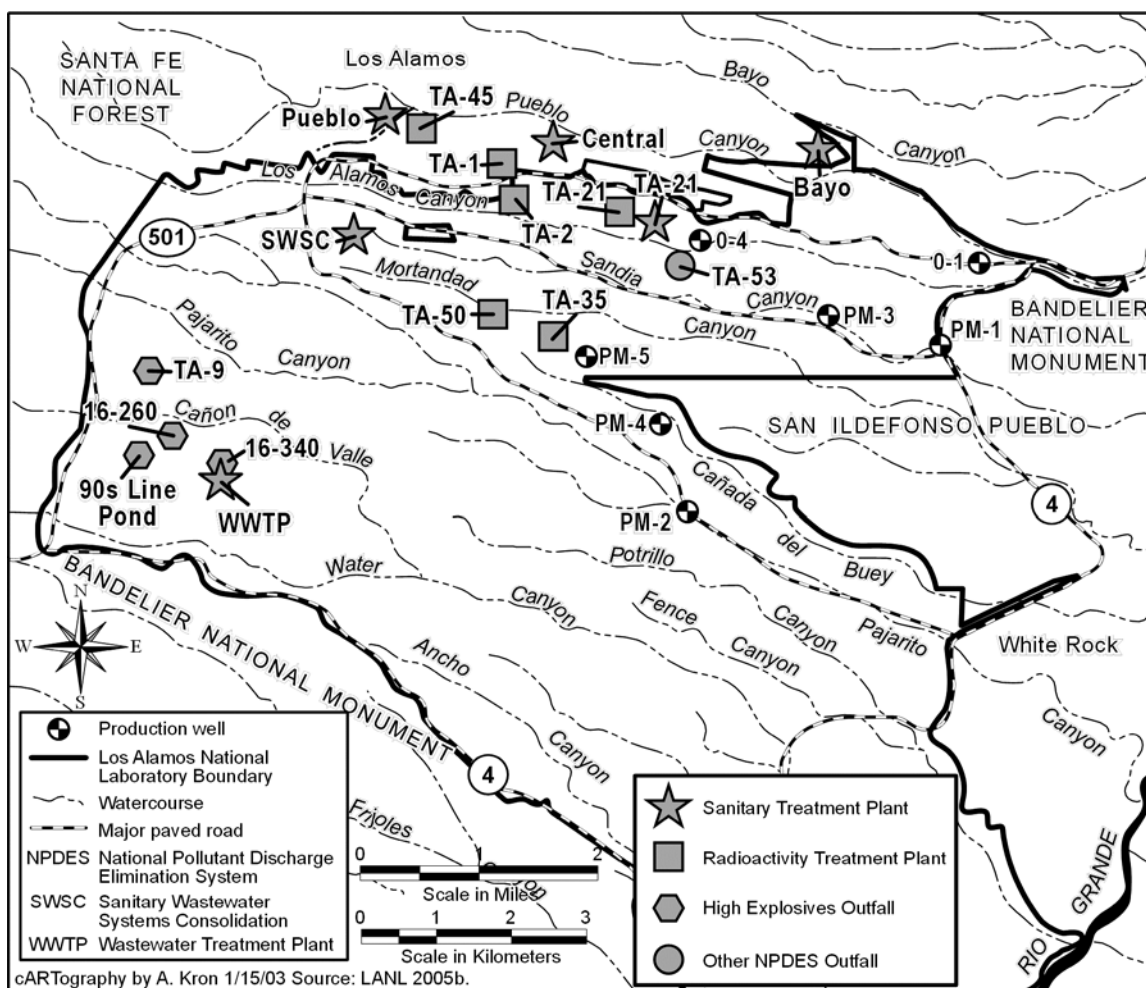 SANTA FE
NATIONAL
FOREST
Los Alamos
Bayo
TA-45
Pueblo
Pueblo
Central
Canyon
Canyon
Bayo
TA-1
Los
Alamos
Canyon
TA-21
TA-21
TA-2
501
SWSC
0-4
0-1
TA-53
Sandia
Mortandad
Canyon
TA-50
TA-35
Canyon
PM-3
PM-1
BANDELIER
NATIONAL
MONUMENT
Pajarito
Canyon
PM-5
TA-9
16-260
Cañon
de
Valle
PM-4
SAN ILDEFONSO PUEBLO
16-340
90s Line
Pond
WWTP
Cañada
del
Buey
4
PM-2
Potrillo
Water
Canyon
Fence
Canyon
Canyon
Pajarito
BANDELIER NATIONAL MONUMENT
N
W
E
S
Ancho
Canyon
White Rock
Canyon
4
Frijoles
Canyon
RIO
GRANDE
Production well
Los Alamos National
Laboratory Boundary
Watercourse
Major paved road
NPDES National Pollutant Discharge
Elimination System
SWSC Sanitary Wastewater
Systems Consolidation
WWTP Wastewater Treatment Plant
0 1 2
Scale in Miles
0 1 2 3
Scale in Kilometers
Sanitary Treatment Plant
Radioactivity Treatment Plant
High Explosives Outfall
Other NPDES Outfall
cARTography by A. Kron 1/15/03 Source: LANL 2005b.